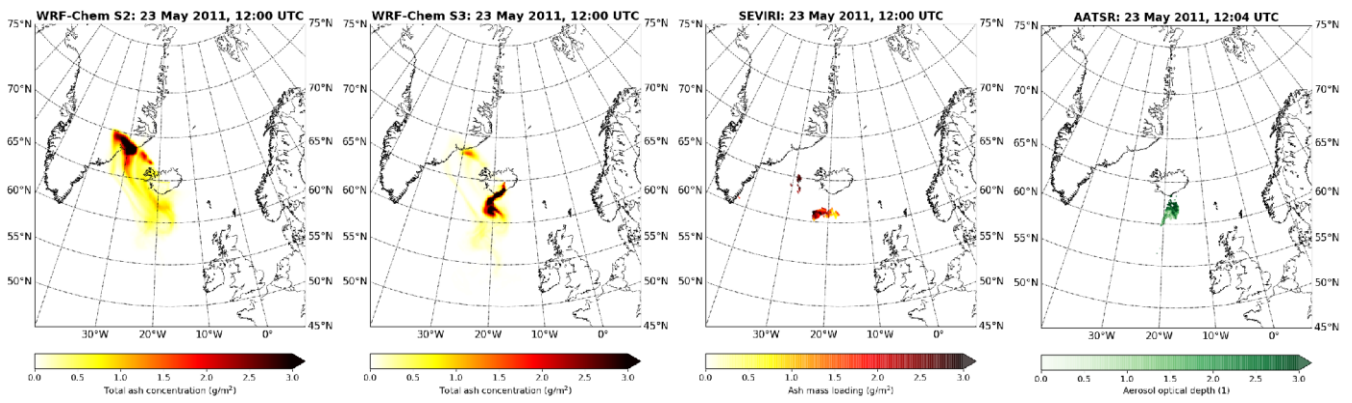 WRF-Chem S2: 23 May 2011, 12:00 UTC
75°N
75°N
70°N
70°N
65°N
65°N
60°N
60°N
55°N
55°N
50°N
50°N
45°N
30°W
20°W
10°W
0°
0.0
0.5
1.0
1.5
2.0
2.5
3.0
Total ash concentration (g/m²)
WRF-Chem S3: 23 May 2011, 12:00 UTC
75°N
75°N
70°N
70°N
65°N
65°N
60°N
60°N
55°N
55°N
50°N
50°N
45°N
30°W
20°W
10°W
0°
0.0
0.5
1.0
1.5
2.0
2.5
3.0
Total ash concentration (g/m²)
SEVIRI: 23 May 2011, 12:00 UTC
75°N
75°N
70°N
70°N
65°N
65°N
60°N
60°N
55°N
55°N
50°N
50°N
45°N
30°W
20°W
10°W
0°
0.0
0.5
1.0
1.5
2.0
2.5
3.0
Ash mass loading (g/m²)
AATSR: 23 May 2011, 12:04 UTC
75°N
75°N
70°N
70°N
65°N
65°N
60°N
60°N
55°N
55°N
50°N
50°N
45°N
30°W
20°W
10°W
0°
0.0
0.5
1.0
1.5
2.0
2.5
3.0
Aerosol optical depth (1)